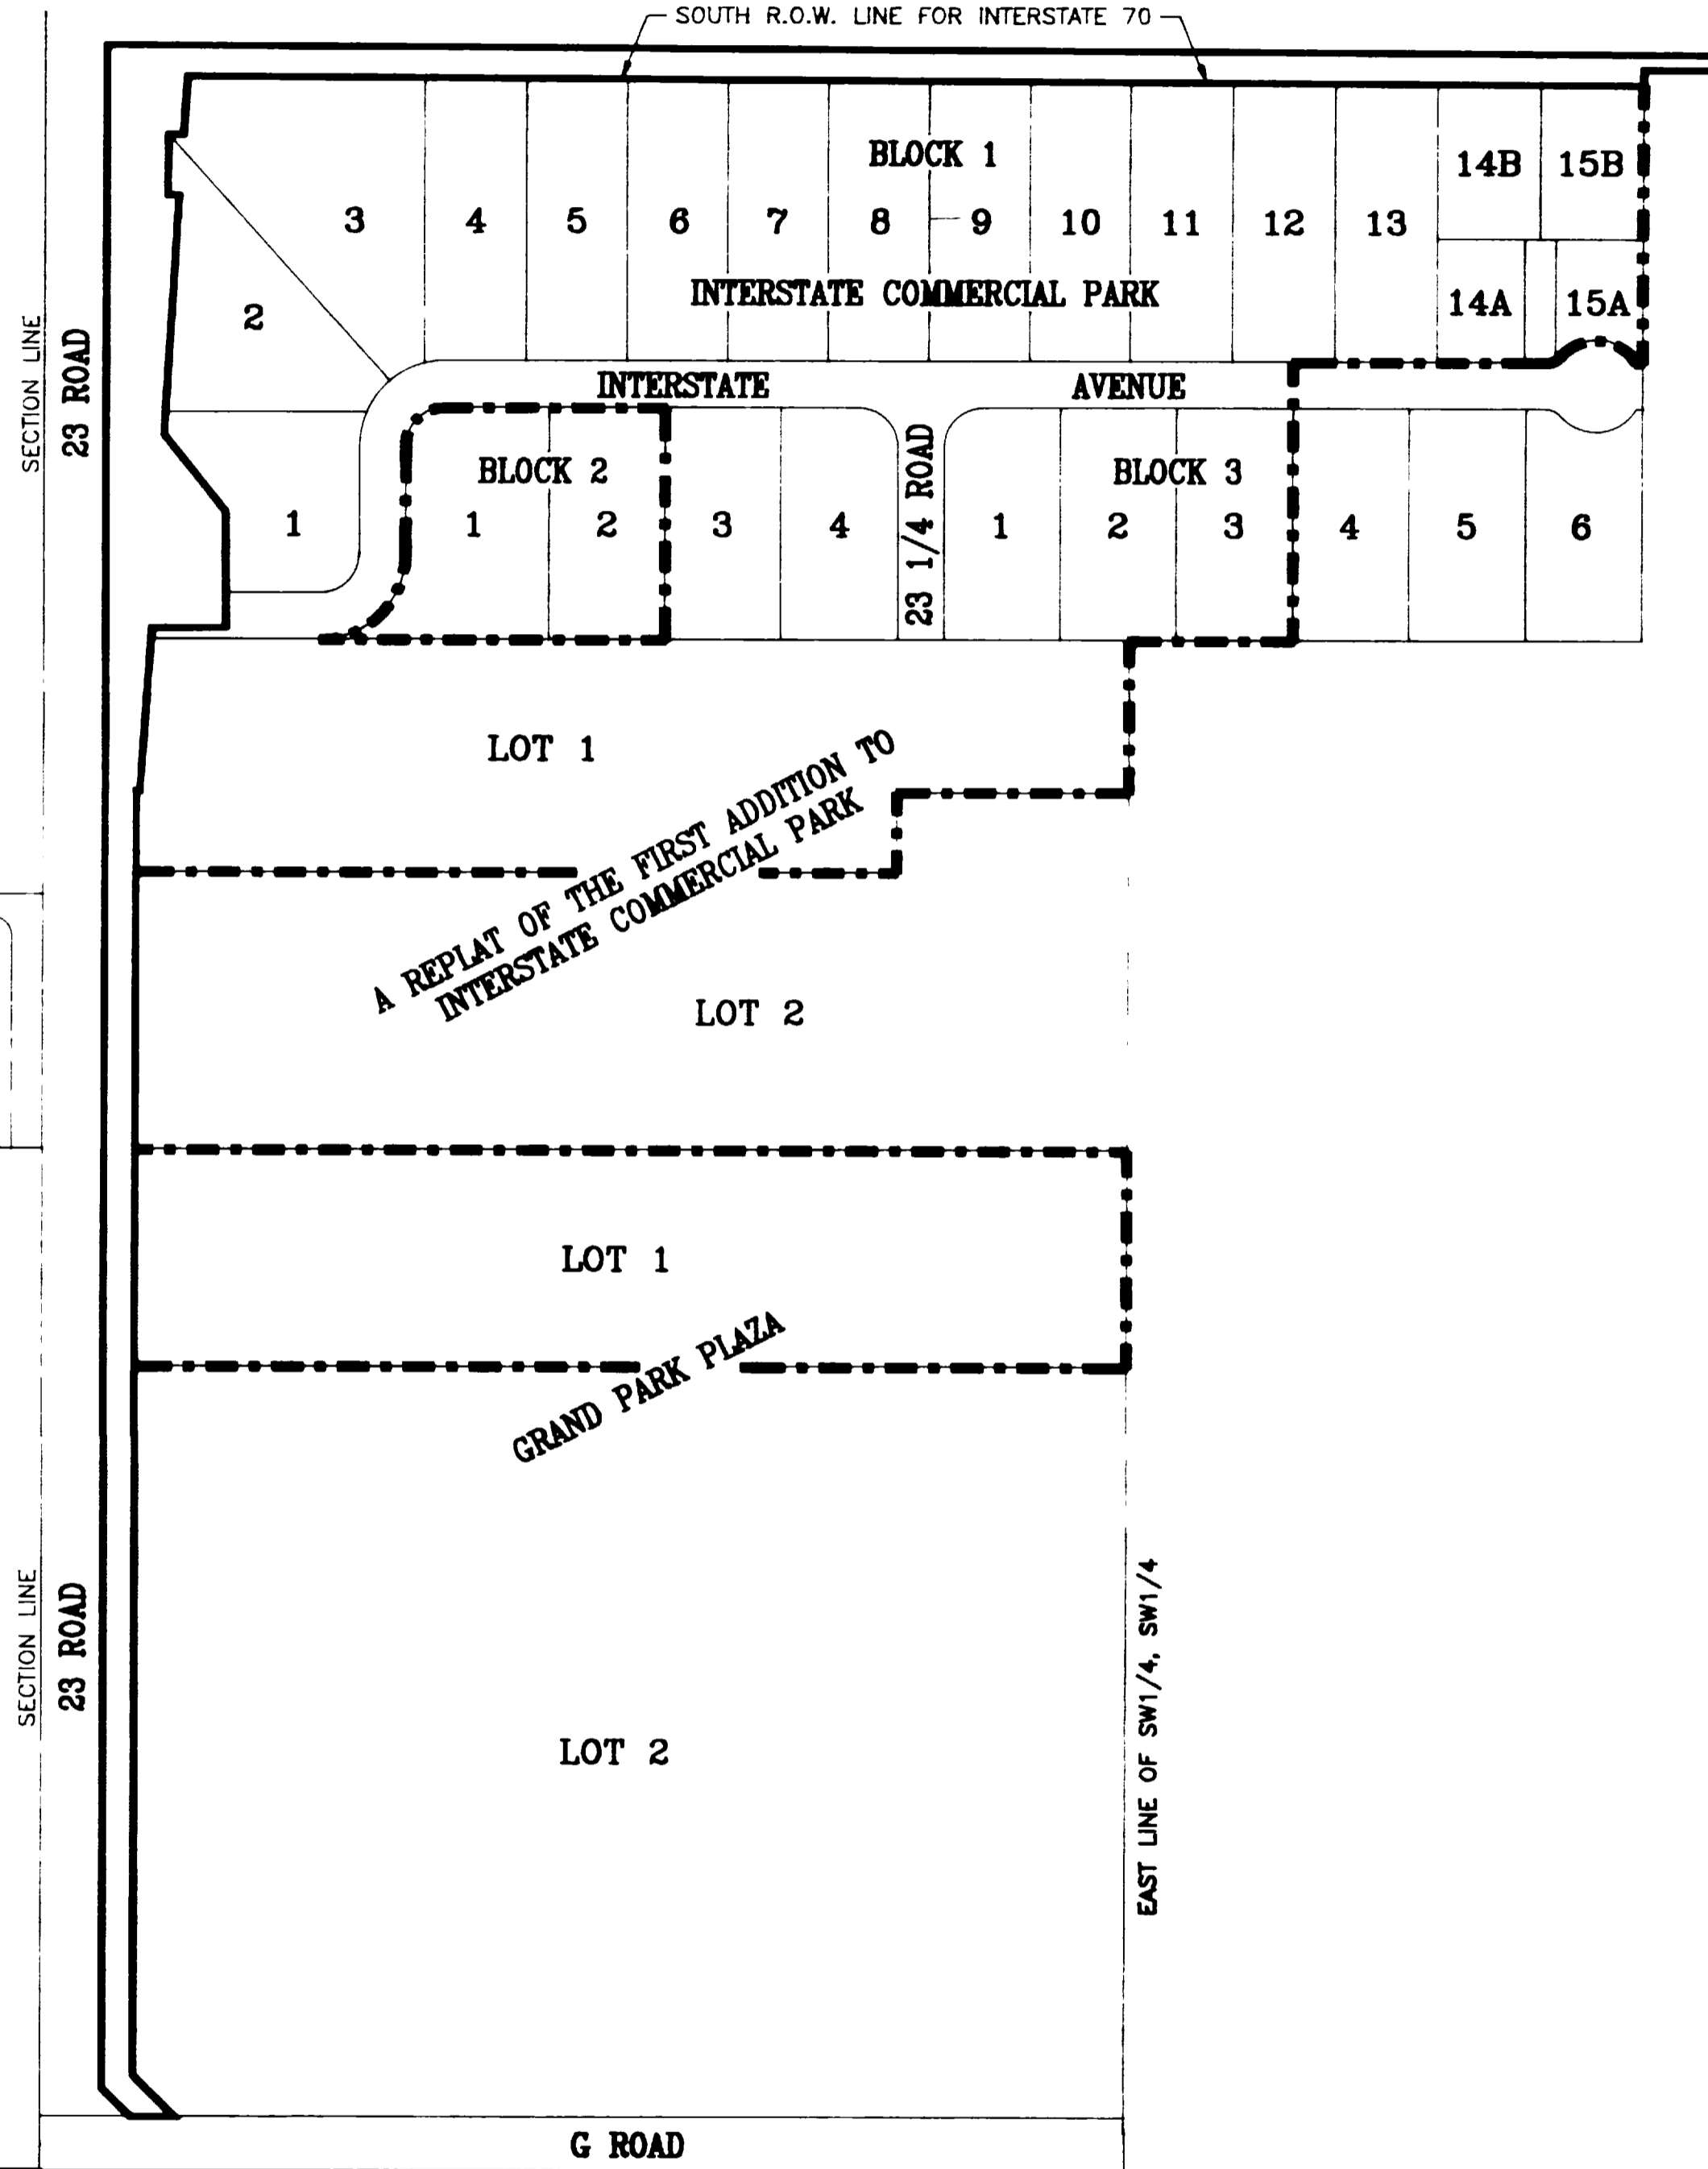 SOUTH R.O.W. LINE FOR INTERSTATE 70
BLOCK 1
14B 15B
3 4 5 6 7 8 9 10 11 12 13
INTERSTATE COMMERCIAL PARK
14A 15A
2
SECTION LINE
23 ROAD
INTERSTATE AVENUE
BLOCK 2
23 1/4 ROAD
BLOCK 3
1 1 2 3 4 1 2 3 4 5 6
LOT 1
A REPLAT OF THE FIRST ADDITION TO
INTERSTATE COMMERCIAL PARK
LOT 2
LOT 1
GRAND PARK PLAZA
SECTION LINE
23 ROAD
EAST LINE OF SW1/4, SW1/4
LOT 2
G ROAD